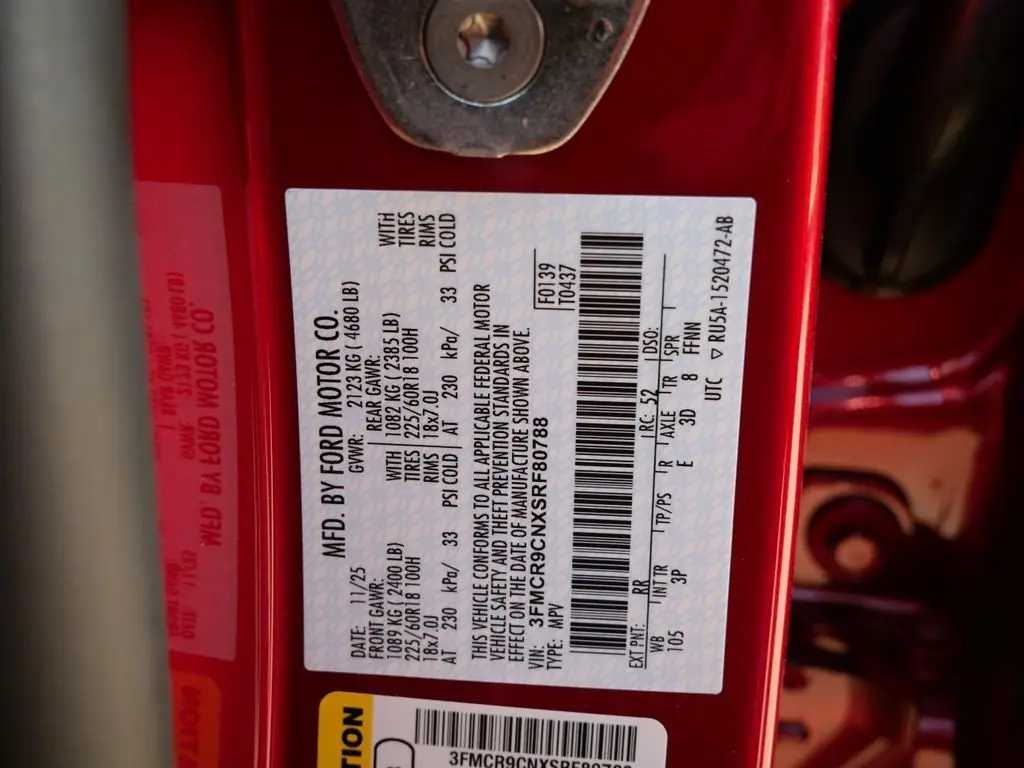 MFD. BY FORD MOTOR CO.
DATE: 11/25 GVWR: 2123 KG ( 4680 LB)
FRONT GAWR: REAR GAWR:
1089 KG ( 2400 LB) WITH 1082 KG ( 2385 LB) WITH
225/60R18 100H TIRES 225/60R18 100H TIRES
18x7.0J RIMS 18x7.0J RIMS
AT 230 kPa/ 33 PSI COLD AT 230 kPa/ 33 PSI COLD
THIS VEHICLE CONFORMS TO ALL APPLICABLE FEDERAL MOTOR
VEHICLE SAFETY AND THEFT PREVENTION STANDARDS IN
EFFECT ON THE DATE OF MANUFACTURE SHOWN ABOVE.
VIN: 3FMCR9CNXSRF80788
TYPE: MPV
F0139
T0437
EXT PNT: RR RC: 52 DSO:
WB INT TR TP/PS R AXLE TR SPR
105 3P E 3D 8 FFNN
UTC ▽ RU5A-1520472-AB
TION
3FMCR9CNXSRF80788